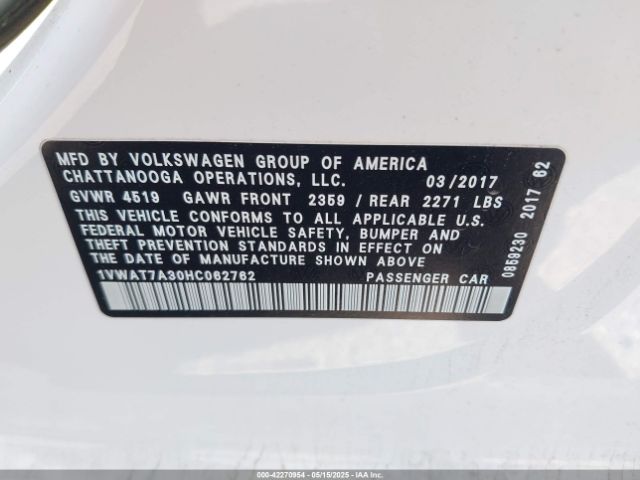 MFD BY VOLKSWAGEN GROUP OF AMERICA
CHATTANOOGA OPERATIONS, LLC. 03/2017
GVWR 4519 GAWR FRONT 2359 / REAR 2271 LBS
THIS VEHICLE CONFORMS TO ALL APPLICABLE U.S.
FEDERAL MOTOR VEHICLE SAFETY, BUMPER AND
THEFT PREVENTION STANDARDS IN EFFECT ON
THE DATE OF MANUFACTURE SHOWN ABOVE
1VWAT7A30HC062762 PASSENGER CAR
0859230 2017 62
000-42270954 - 05/15/2025 - IAA Inc.